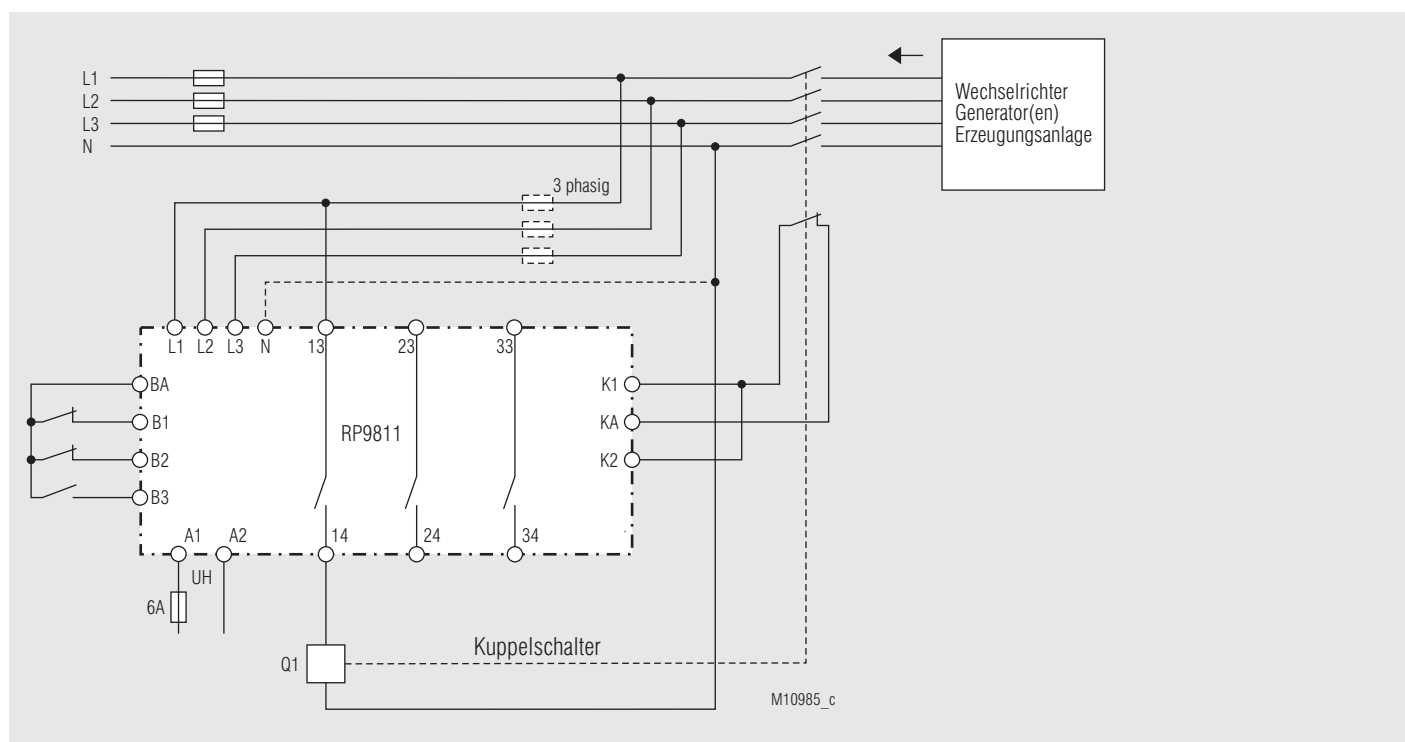 L1
L2
L3
N
Wechselrichter
Generator(en)
Erzeugungsanlage
3 phasig
L1 L2 L3 N 13 23 33
BA
B1
B2
B3
RP9811
K1
KA
K2
A1 A2 14 24 34
UH
6A
Q1
Kuppelschalter
M10985_c